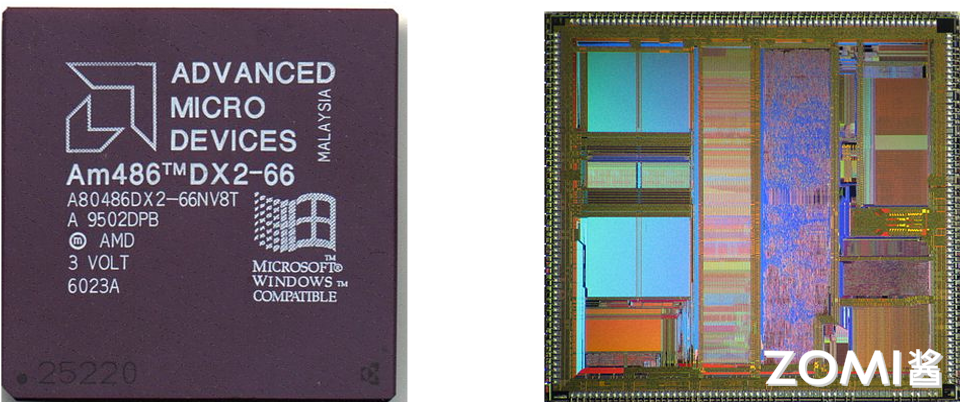 ADVANCED
MICRO
DEVICES
MALAYSIA
Am486™DX2-66
A80486DX2-66NV8T
A 9502DPB
ⓜ AMD
3 VOLT
6023A
MICROSOFT®
WINDOWS™
COMPATIBLE
25220
ZOMI酱